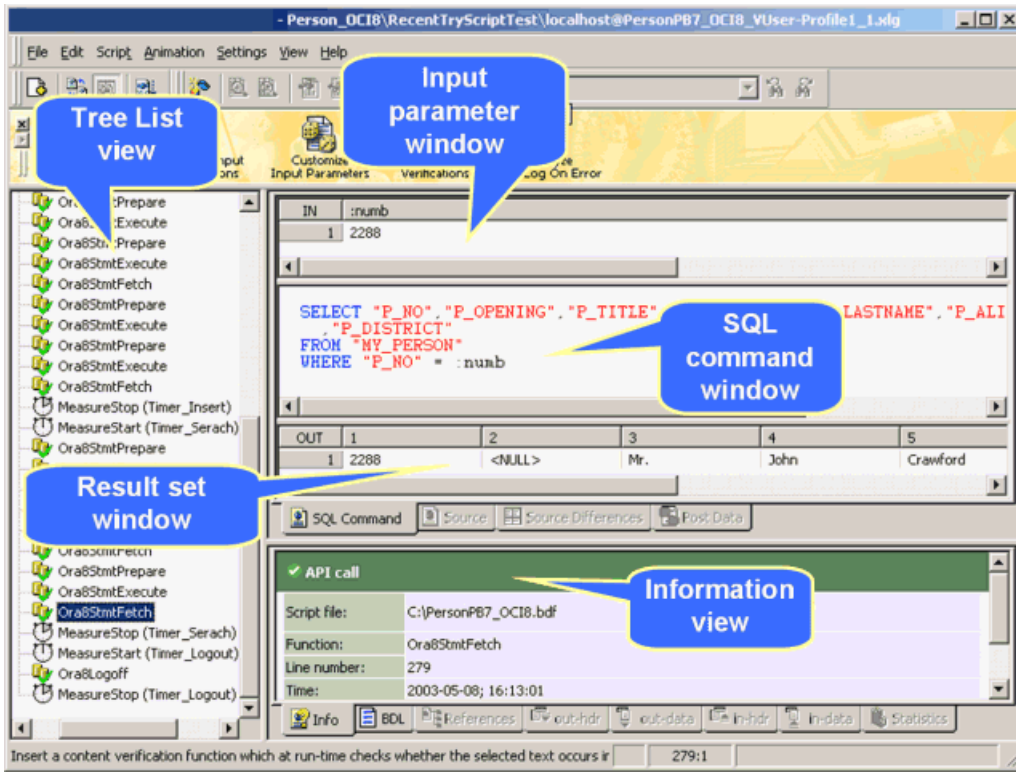 - Person_OCI8\RecentTryScriptTest\localhost@PersonPB7_OCI8_VUser-Profile1_1.xlg
File Edit Script Animation Settings View Help
Tree List
view
Input
parameter
window
Customize
Input Parameters
Verifications
Log On Error
Ora8StmtExecute
Ora8StmtFetch
Ora8StmtPrepare
Ora8StmtExecute
Ora8StmtPrepare
Ora8StmtExecute
Ora8StmtFetch
MeasureStop (Timer_Insert)
MeasureStart (Timer_Serach)
Ora8StmtPrepare
Result set
window
Ora8StmtFetch
Ora8StmtPrepare
Ora8StmtExecute
Ora8StmtFetch
MeasureStop (Timer_Serach)
MeasureStart (Timer_Logout)
Ora8Logoff
MeasureStop (Timer_Logout)
IN :numb
1 2288
SELECT "P_NO","P_OPENING","P_TITLE" LASTNAME","P_ALI
,"P_DISTRICT"
FROM "MY_PERSON"
WHERE "P_NO" = :numb
SQL
command
window
OUT 1 2 3 4 5
1 2288 <NULL> Mr. John Crawford
SQL Command Source Source Differences Post Data
API call
Script file: C:\PersonPB7_OCI8.bdf
Function: Ora8StmtFetch
Line number: 279
Time: 2003-05-08; 16:13:01
Information
view
Info BDL References out-hdr out-data in-hdr in-data Statistics
Insert a content verification function which at run-time checks whether the selected text occurs ir 279:1